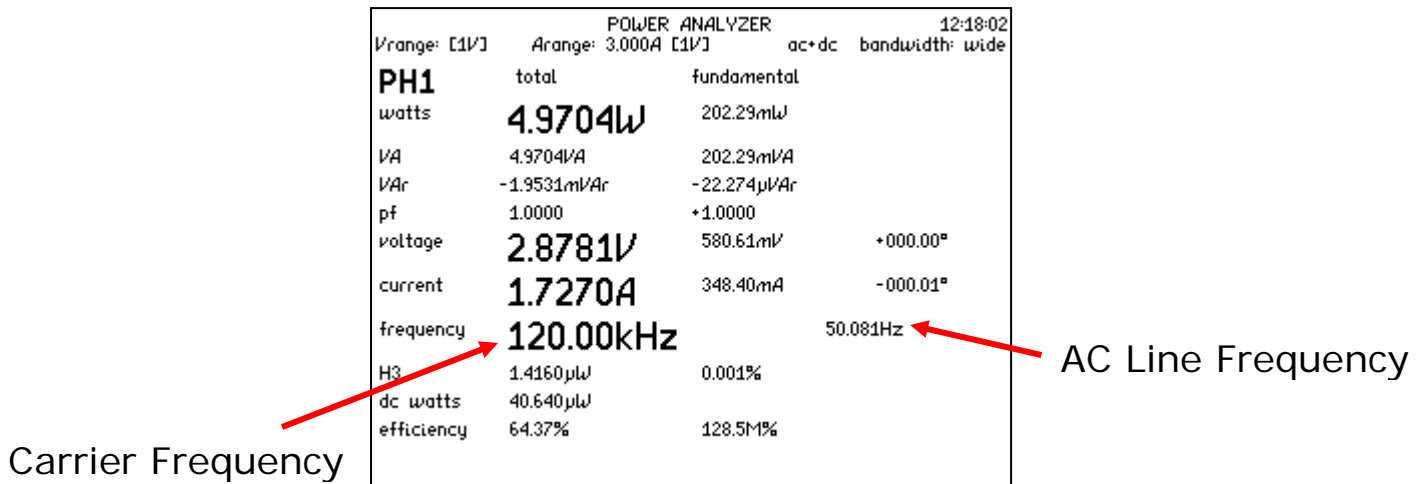 POWER ANALYZER 12:18:02
Vrange: [1V] Arange: 3.000A [1V] ac+dc bandwidth: wide
PH1 total fundamental
watts 4.9704W 202.29mW
VA 4.9704VA 202.29mVA
VAr -1.9531mVAr -22.274µVAr
pf 1.0000 +1.0000
voltage 2.8781V 580.61mV +000.00°
current 1.7270A 348.40mA -000.01°
frequency 120.00kHz 50.081Hz
AC Line Frequency
H3 1.4160µW 0.001%
dc watts 40.640µW
efficiency 64.37% 128.5M%
Carrier Frequency